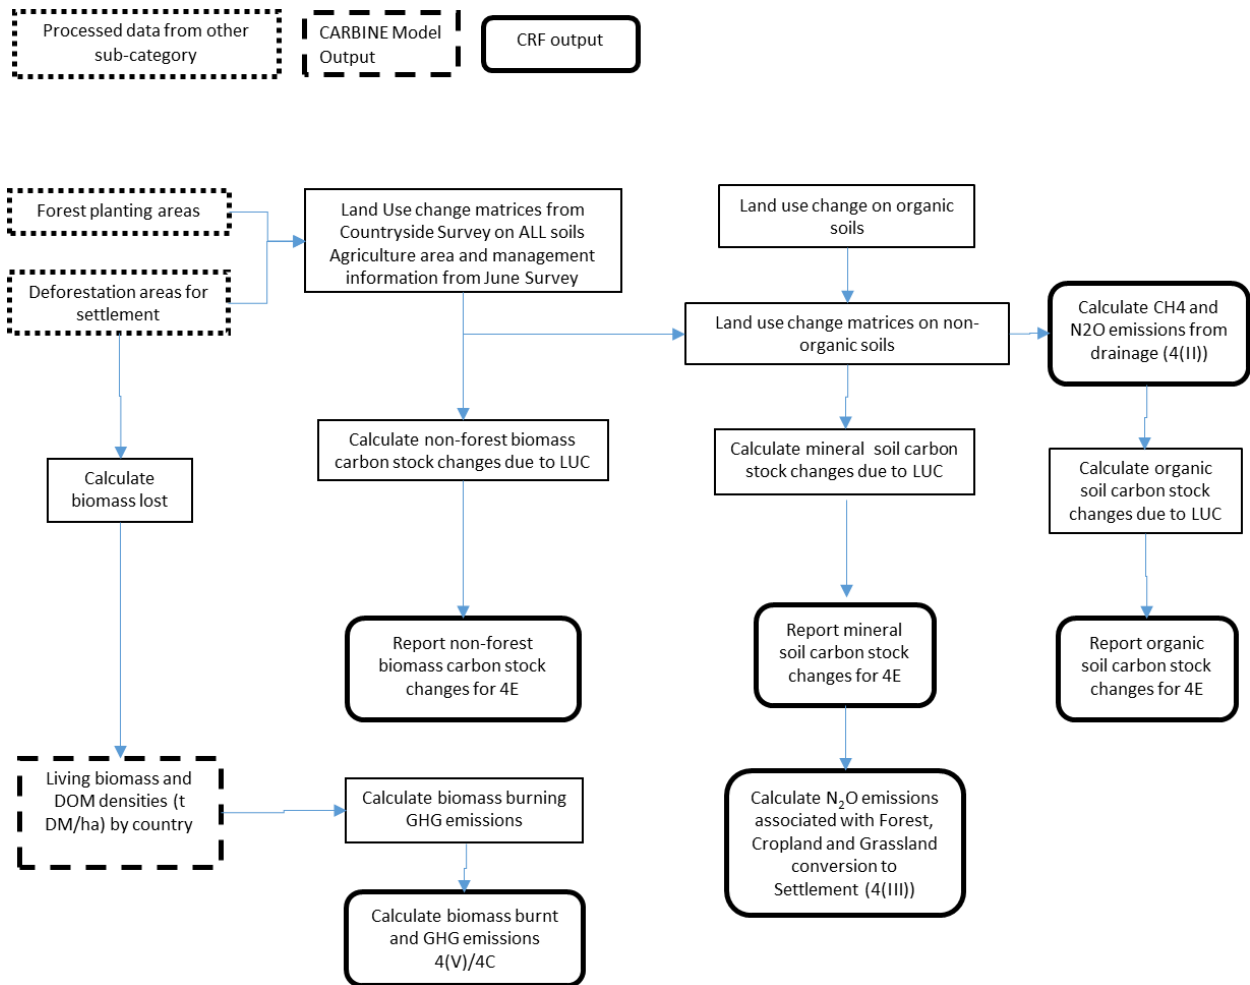 Processed data from other
sub-category
CARBINE Model
Output
CRF output
Forest planting areas
Deforestation areas for
settlement
Land Use change matrices from
Countryside Survey on ALL soils
Agriculture area and management
information from June Survey
Land use change on organic
soils
Land use change matrices on non-
organic soils
Calculate CH4 and
N2O emissions from
drainage (4(II))
Calculate
biomass lost
Calculate non-forest biomass
carbon stock changes due to LUC
Calculate mineral soil carbon
stock changes due to LUC
Calculate organic
soil carbon stock
changes due to LUC
Report non-forest
biomass carbon stock
changes for 4E
Report mineral
soil carbon stock
changes for 4E
Report organic
soil carbon stock
changes for 4E
Living biomass and
DOM densities (t
DM/ha) by country
Calculate biomass burning
GHG emissions
Calculate N₂O emissions
associated with Forest,
Cropland and Grassland
conversion to
Settlement (4(III))
Calculate biomass burnt
and GHG emissions
4(V)/4C